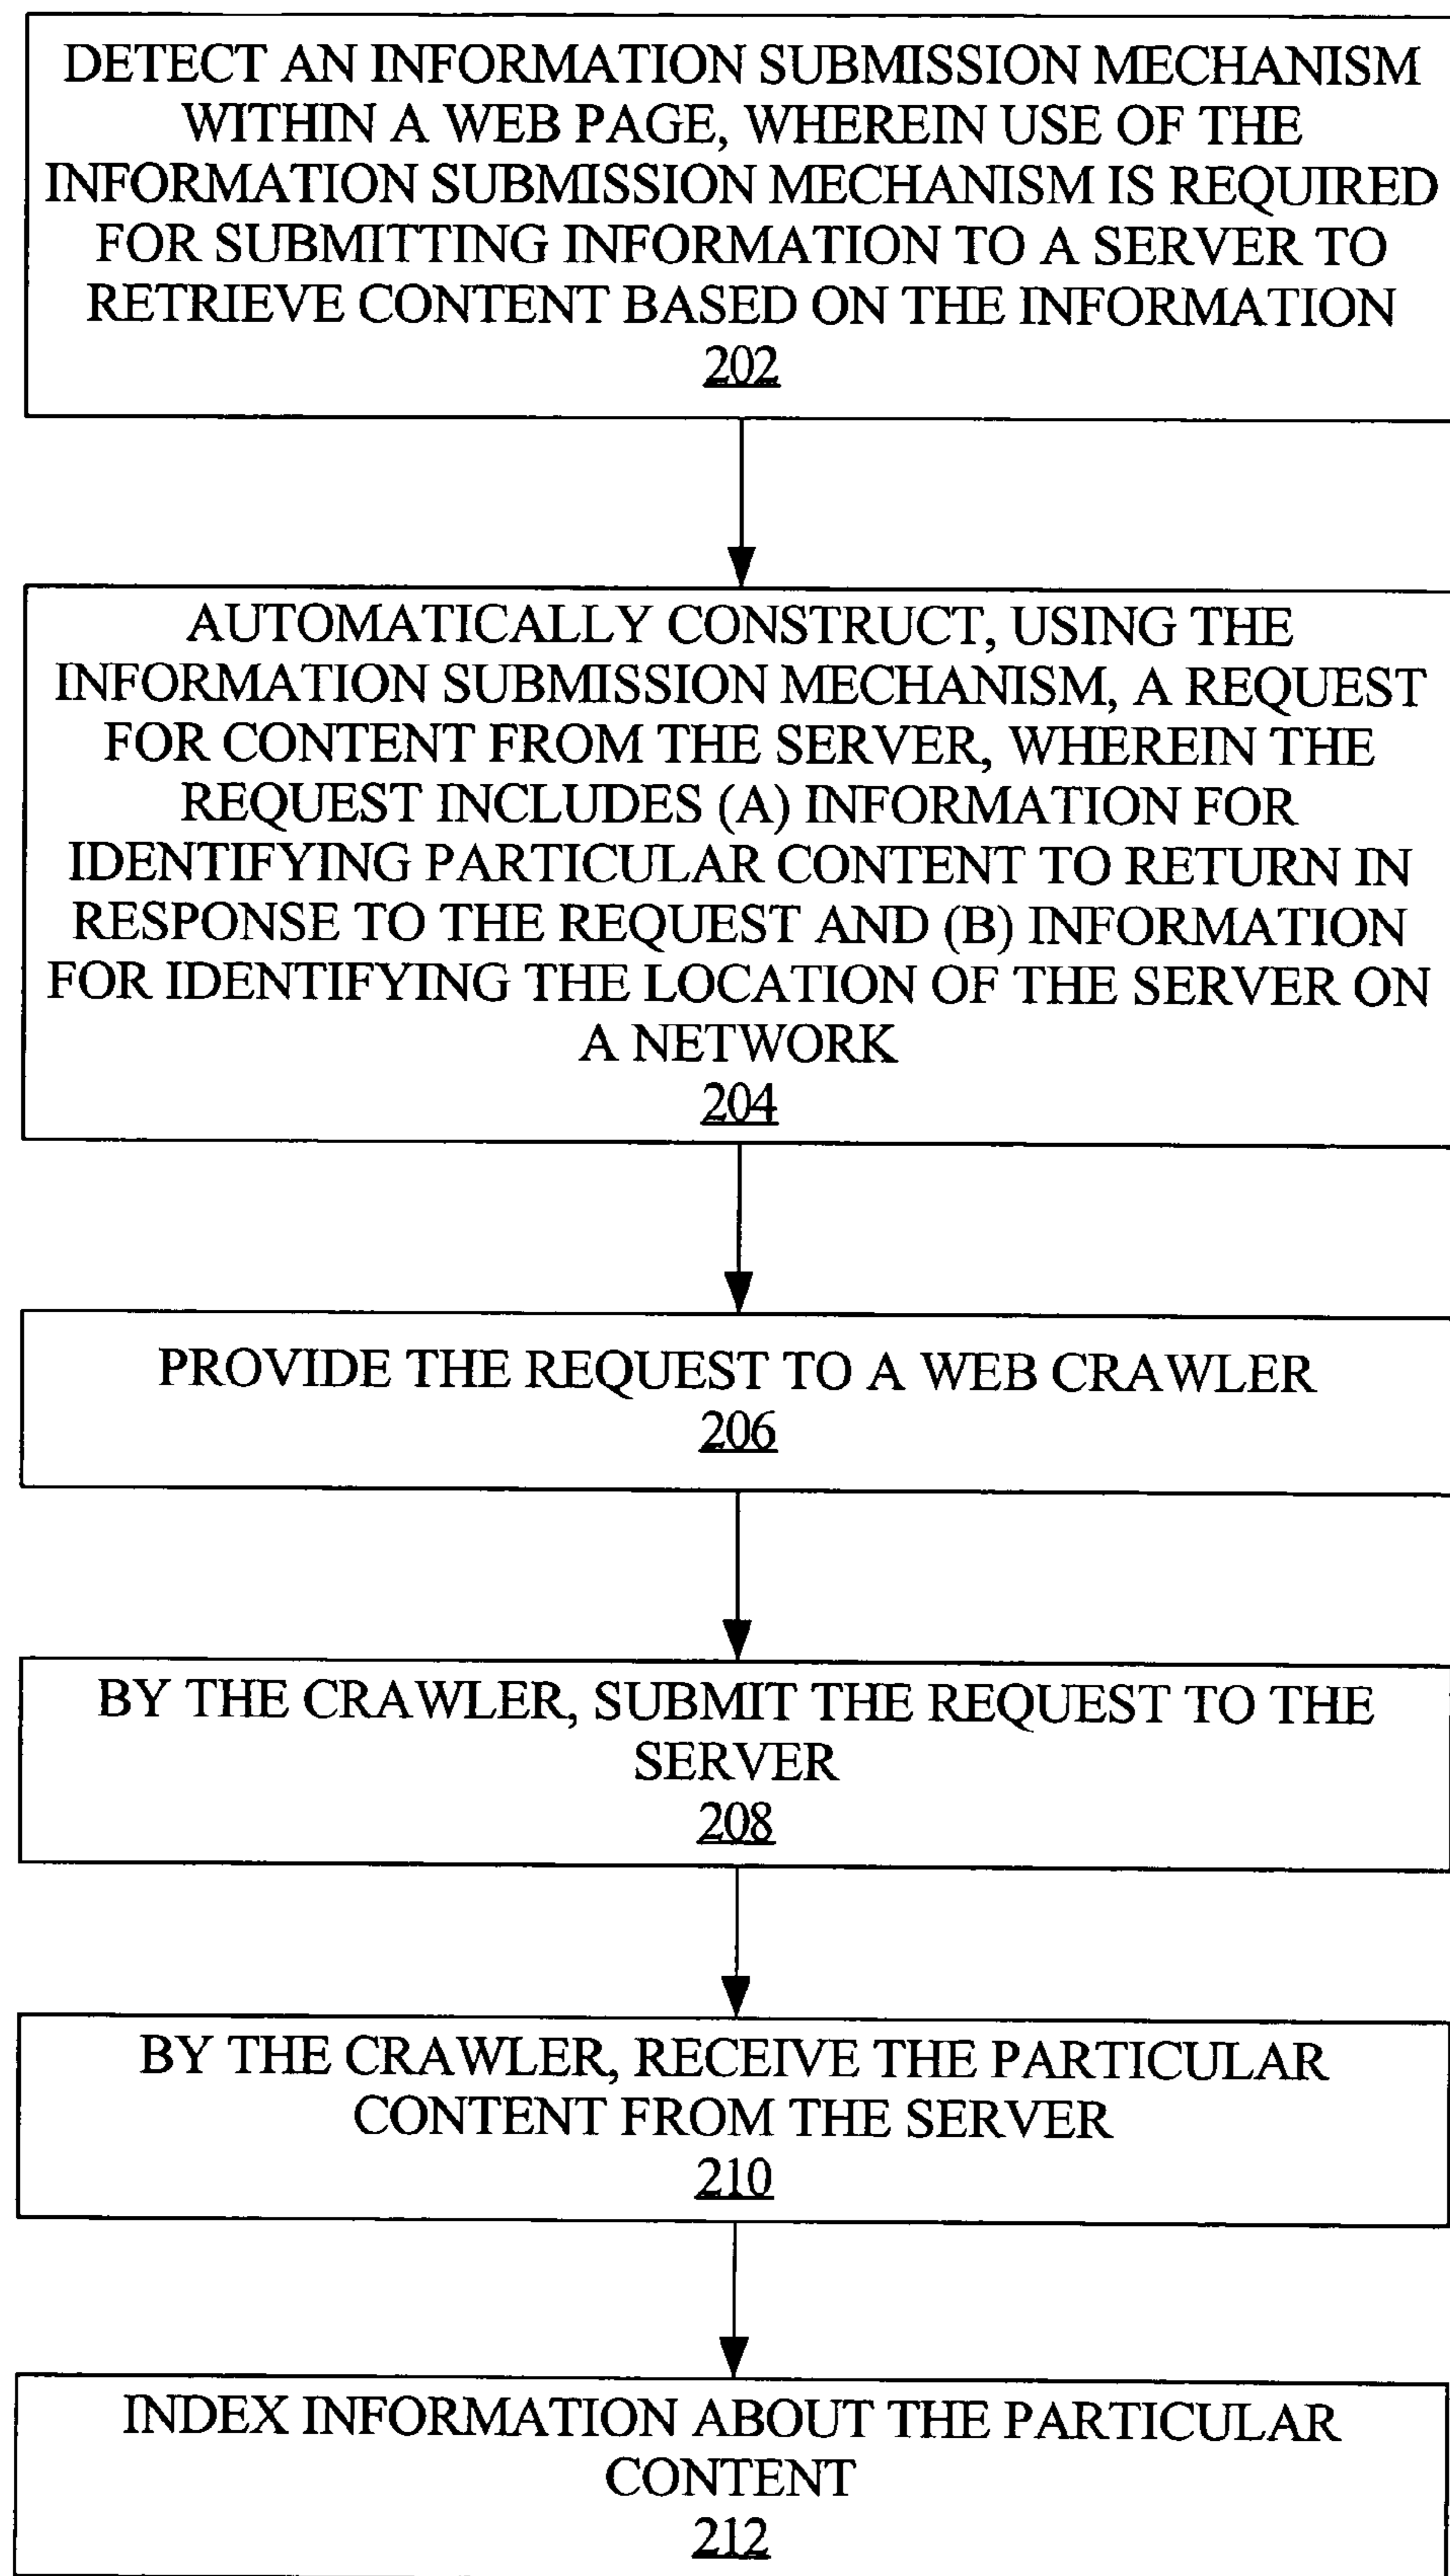 DETECT AN INFORMATION SUBMISSION MECHANISM
WITHIN A WEB PAGE, WHEREIN USE OF THE
INFORMATION SUBMISSION MECHANISM IS REQUIRED
FOR SUBMITTING INFORMATION TO A SERVER TO
RETRIEVE CONTENT BASED ON THE INFORMATION
202
AUTOMATICALLY CONSTRUCT, USING THE
INFORMATION SUBMISSION MECHANISM, A REQUEST
FOR CONTENT FROM THE SERVER, WHEREIN THE
REQUEST INCLUDES (A) INFORMATION FOR
IDENTIFYING PARTICULAR CONTENT TO RETURN IN
RESPONSE TO THE REQUEST AND (B) INFORMATION
FOR IDENTIFYING THE LOCATION OF THE SERVER ON
A NETWORK
204
PROVIDE THE REQUEST TO A WEB CRAWLER
206
BY THE CRAWLER, SUBMIT THE REQUEST TO THE
SERVER
208
BY THE CRAWLER, RECEIVE THE PARTICULAR
CONTENT FROM THE SERVER
210
INDEX INFORMATION ABOUT THE PARTICULAR
CONTENT
212